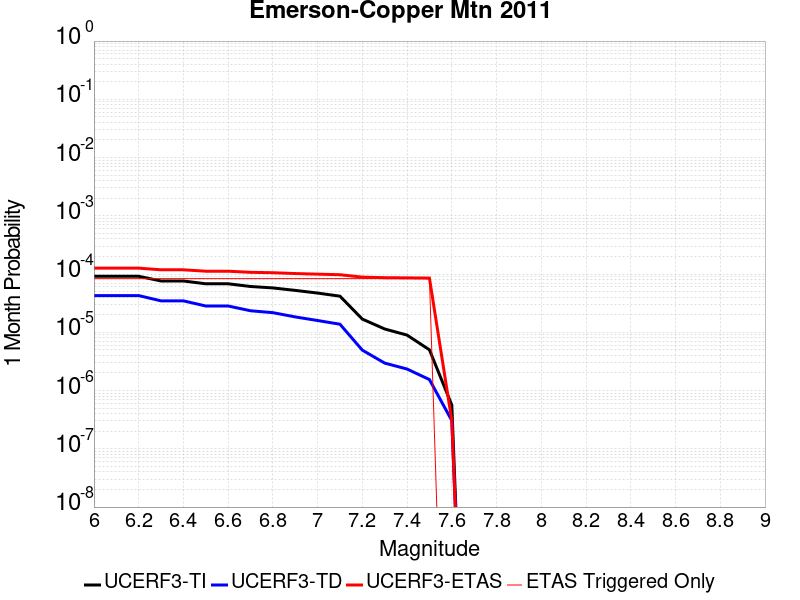 Emerson-Copper Mtn 2011
10^0
10^-1
10^-2
10^-3
10^-4
10^-5
10^-6
10^-7
10^-8
1 Month Probability
6 6.2 6.4 6.6 6.8 7 7.2 7.4 7.6 7.8 8 8.2 8.4 8.6 8.8 9
Magnitude
UCERF3-TI UCERF3-TD UCERF3-ETAS ETAS Triggered Only